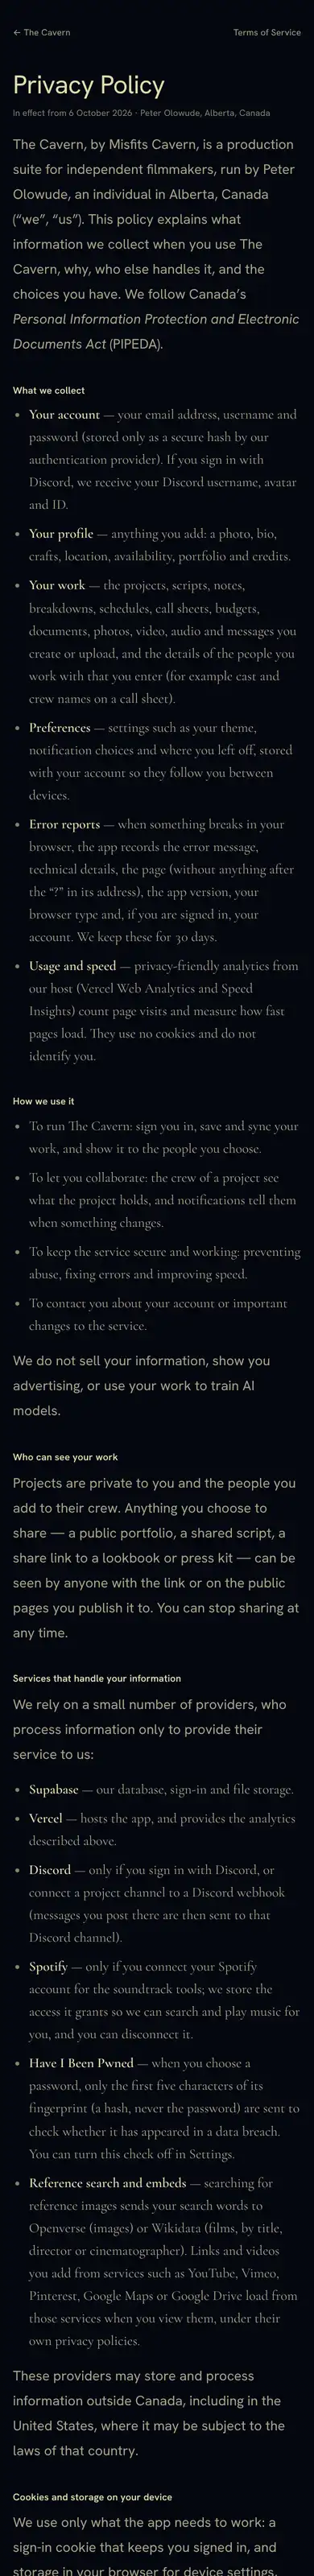 ← The Cavern
Terms of Service
Privacy Policy
In effect from 6 October 2026 · Peter Olowude, Alberta, Canada
The Cavern, by Misfits Cavern, is a production
suite for independent filmmakers, run by Peter
Olowude, an individual in Alberta, Canada
(“we”, “us”). This policy explains what
information we collect when you use The
Cavern, why, who else handles it, and the
choices you have. We follow Canada’s
Personal Information Protection and Electronic
Documents Act (PIPEDA).
What we collect
• Your account — your email address, username and
password (stored only as a secure hash by our
authentication provider). If you sign in with
Discord, we receive your Discord username, avatar
and ID.
• Your profile — anything you add: a photo, bio,
crafts, location, availability, portfolio and credits.
• Your work — the projects, scripts, notes,
breakdowns, schedules, call sheets, budgets,
documents, photos, video, audio and messages you
create or upload, and the details of the people you
work with that you enter (for example cast and
crew names on a call sheet).
• Preferences — settings such as your theme,
notification choices and where you left off, stored
with your account so they follow you between
devices.
• Error reports — when something breaks in your
browser, the app records the error message,
technical details, the page (without anything after
the “?” in its address), the app version, your
browser type and, if you are signed in, your
account. We keep these for 30 days.
• Usage and speed — privacy-friendly analytics from
our host (Vercel Web Analytics and Speed
Insights) count page visits and measure how fast
pages load. They use no cookies and do not
identify you.
How we use it
• To run The Cavern: sign you in, save and sync your
work, and show it to the people you choose.
• To let you collaborate: the crew of a project see
what the project holds, and notifications tell them
when something changes.
• To keep the service secure and working: preventing
abuse, fixing errors and improving speed.
• To contact you about your account or important
changes to the service.
We do not sell your information, show you
advertising, or use your work to train AI
models.
Who can see your work
Projects are private to you and the people you
add to their crew. Anything you choose to
share — a public portfolio, a shared script, a
share link to a lookbook or press kit — can be
seen by anyone with the link or on the public
pages you publish it to. You can stop sharing at
any time.
Services that handle your information
We rely on a small number of providers, who
process information only to provide their
service to us:
• Supabase — our database, sign-in and file storage.
• Vercel — hosts the app, and provides the analytics
described above.
• Discord — only if you sign in with Discord, or
connect a project channel to a Discord webhook
(messages you post there are then sent to that
Discord channel).
• Spotify — only if you connect your Spotify
account for the soundtrack tools; we store the
access it grants so we can search and play music for
you, and you can disconnect it.
• Have I Been Pwned — when you choose a
password, only the first five characters of its
fingerprint (a hash, never the password) are sent to
check whether it has appeared in a data breach.
You can turn this check off in Settings.
• Reference search and embeds — searching for
reference images sends your search words to
Openverse (images) or Wikidata (films, by title,
director or cinematographer). Links and videos
you add from services such as YouTube, Vimeo,
Pinterest, Google Maps or Google Drive load from
those services when you view them, under their
own privacy policies.
These providers may store and process
information outside Canada, including in the
United States, where it may be subject to the
laws of that country.
Cookies and storage on your device
We use only what the app needs to work: a
sign-in cookie that keeps you signed in, and
storage in your browser for device settings,